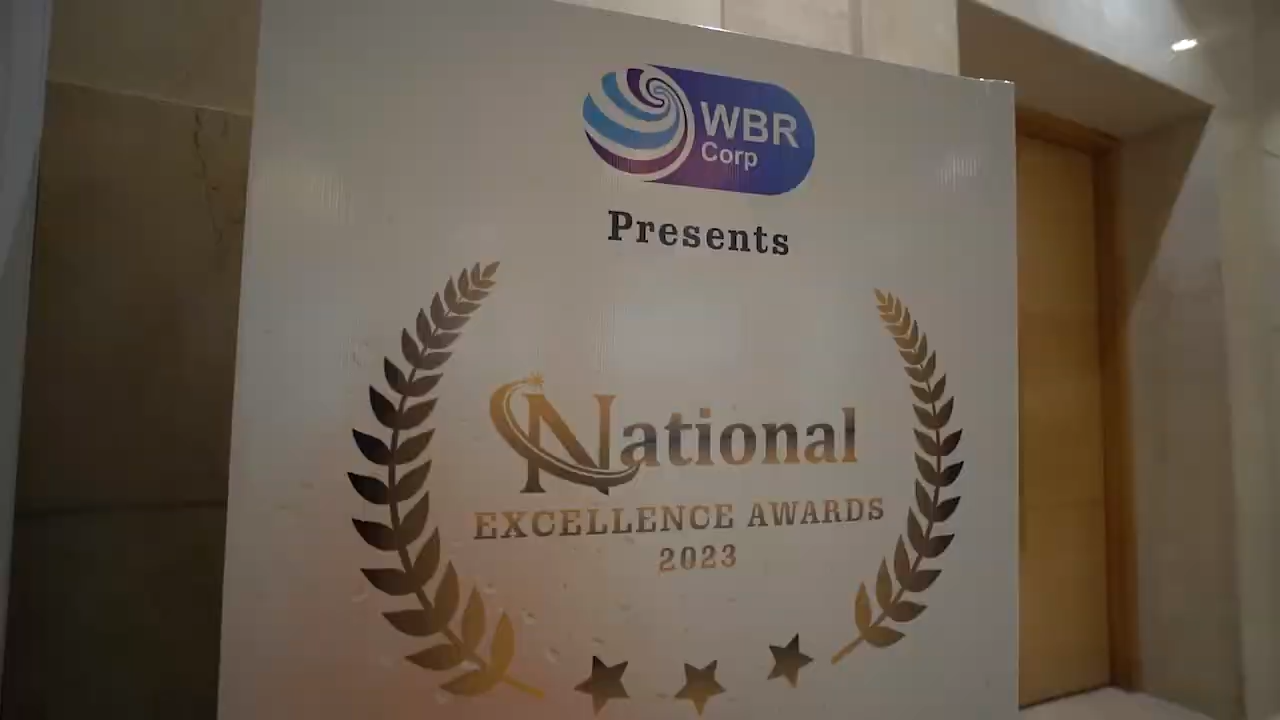 WBR
Corp
Presents
National
EXCELLENCE AWARDS
2023